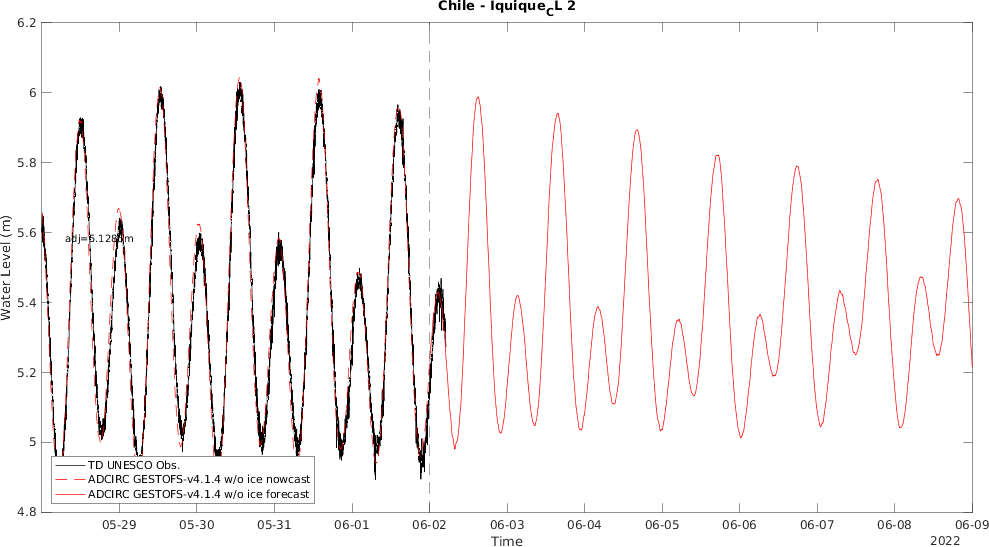 Chile - Iquique_CL 2
6.2
6
5.8
5.6
5.4
5.2
5
4.8
Water Level (m)
TD UNESCO Obs.
ADCIRC GESTOFS-v4.1.4 w/o ice nowcast
ADCIRC GESTOFS-v4.1.4 w/o ice forecast
05-29 05-30 05-31 06-01 06-02 06-03 06-04 06-05 06-06 06-07 06-08 06-09
Time
2022